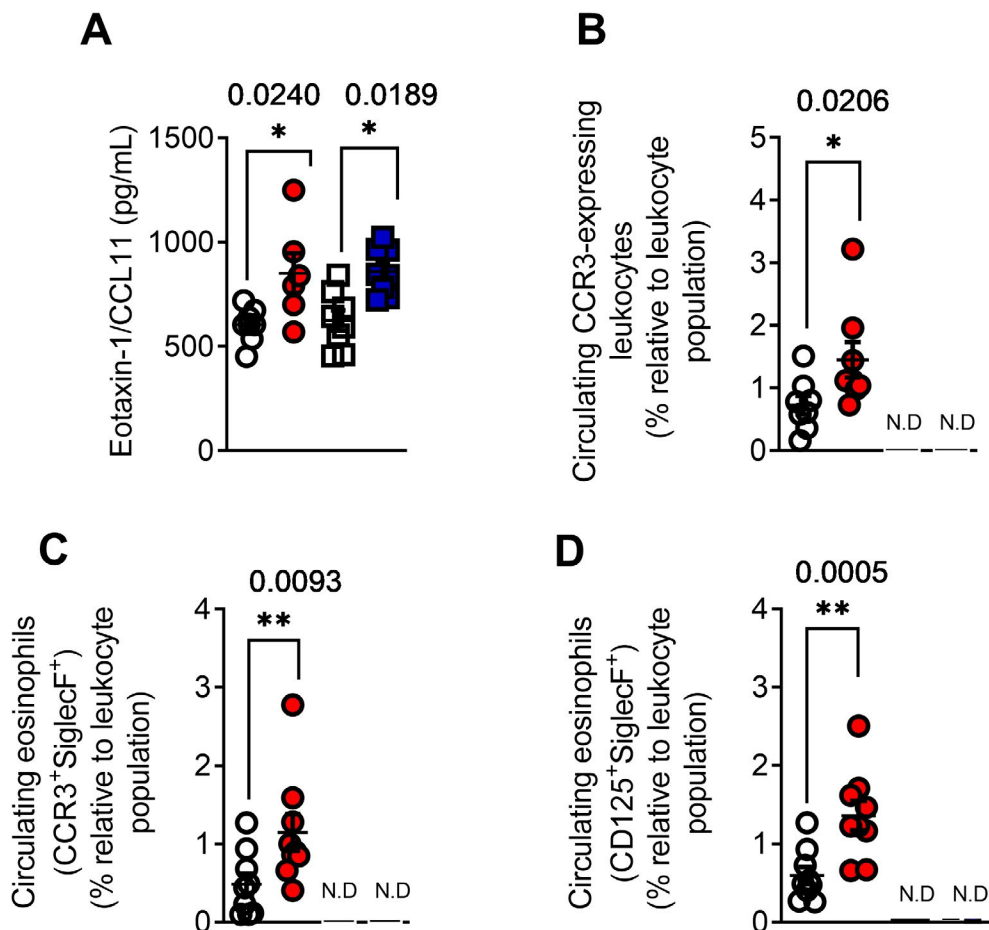 A
0.0240
0.0189
*
*
Eotaxin-1/CCL11 (pg/mL)
1500
1000
500
0
B
0.0206
*
Circulating CCR3-expressing
leukocytes
(% relative to leukocyte
population)
5
4
3
2
1
0
N.D
N.D
C
0.0093
**
Circulating eosinophils
(CCR3⁺SiglecF⁺)
(% relative to leukocyte
population)
4
3
2
1
0
N.D
N.D
D
0.0005
**
Circulating eosinophils
(CD125⁺SiglecF⁺)
(% relative to leukocyte
population)
4
3
2
1
0
N.D
N.D